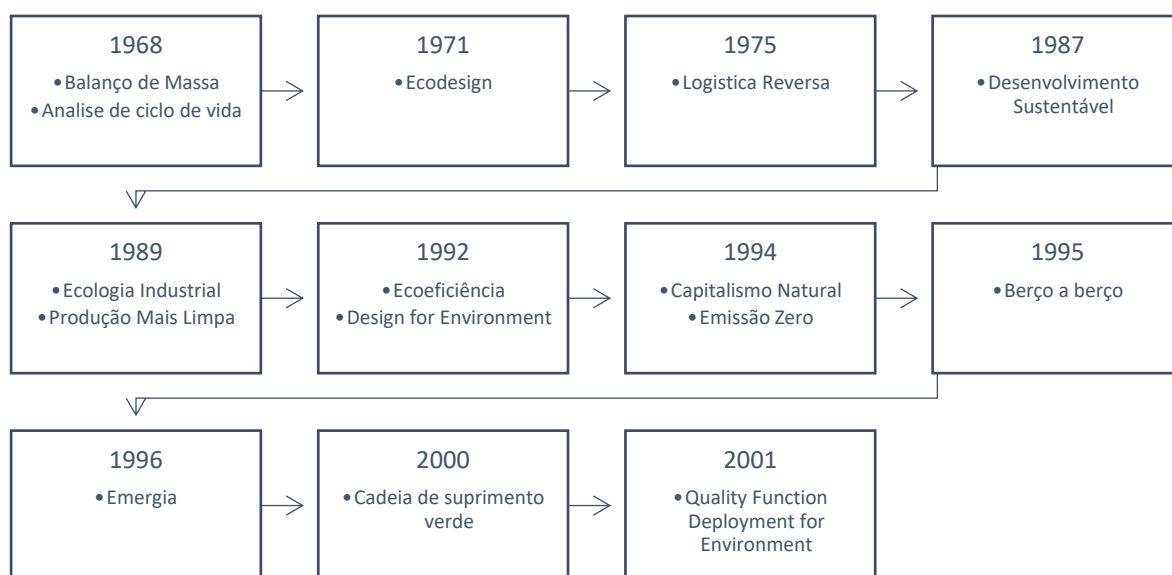 1968
•Balanço de Massa
•Analise de ciclo de vida
1971
•Ecodesign
1975
•Logistica Reversa
1987
•Desenvolvimento
Sustentável
1989
•Ecologia Industrial
•Produção Mais Limpa
1992
•Ecoeficiência
•Design for Environment
1994
•Capitalismo Natural
•Emissão Zero
1995
•Berço a berço
1996
•Emergia
2000
•Cadeia de suprimento
verde
2001
•Quality Function
Deployment for
Environment